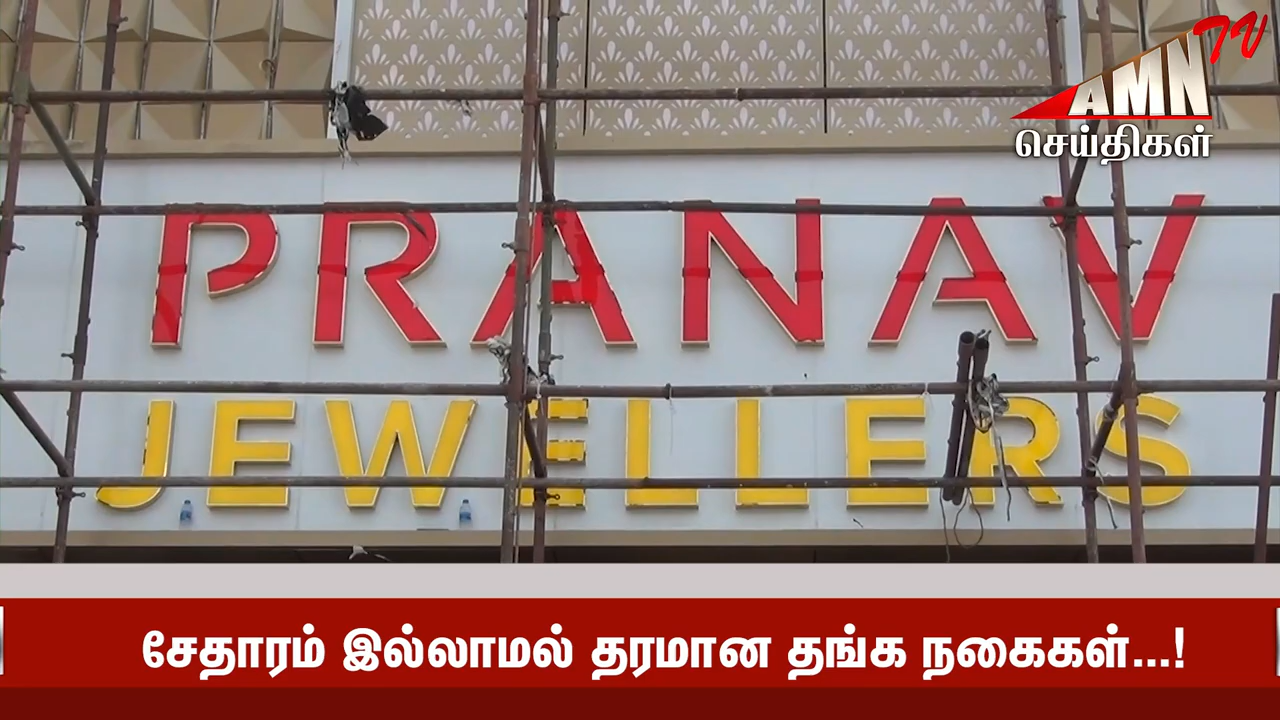 AMN TV
செய்திகள்
PRANAV
JEWELLERS
சேதாரம் இல்லாமல் தரமான தங்க நகைகள்...!